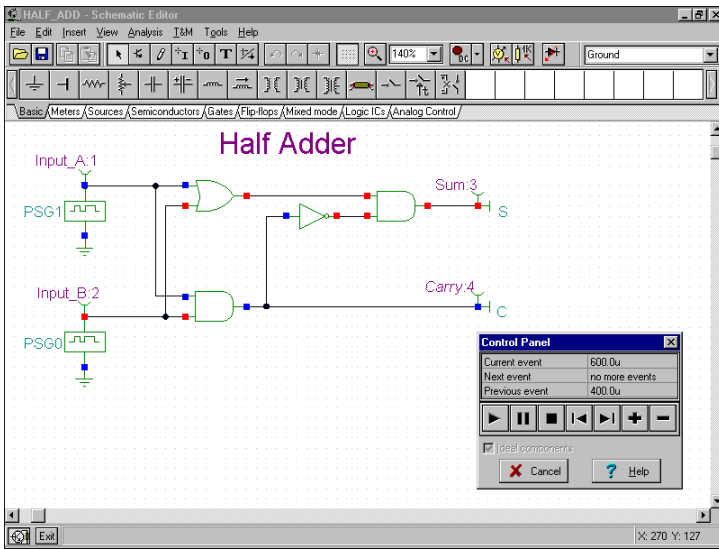 HALF_ADD - Schematic Editor
File Edit Insert View Analysis T&M Tools Help
T 140% DC 1K Ground
Basic Meters Sources Semiconductors Gates Flip-flops Mixed mode Logic ICs Analog Control
Half Adder
Input_A:1
PSG1
Sum:3
S
Input_B:2
PSG0
Carry:4
C
Control Panel
Current event 600.0u
Next event no more events
Previous event 400.0u
Ideal components
Cancel ? Help
Exit X: 270 Y: 127